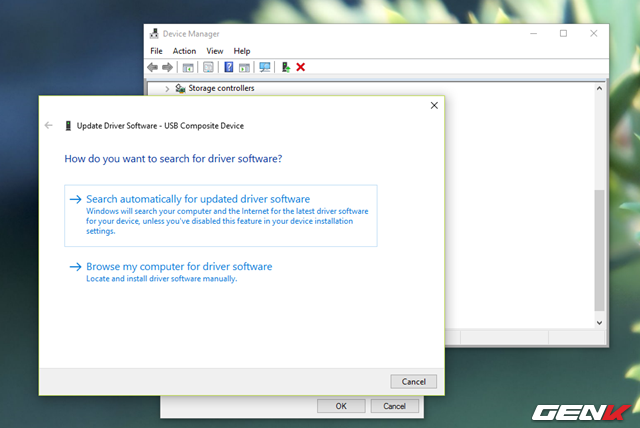 Device Manager
File Action View Help
Storage controllers
Update Driver Software - USB Composite Device
How do you want to search for driver software?
Search automatically for updated driver software
Windows will search your computer and the Internet for the latest driver software
for your device, unless you've disabled this feature in your device installation
settings.
Browse my computer for driver software
Locate and install driver software manually.
Cancel
OK Cancel
GENK